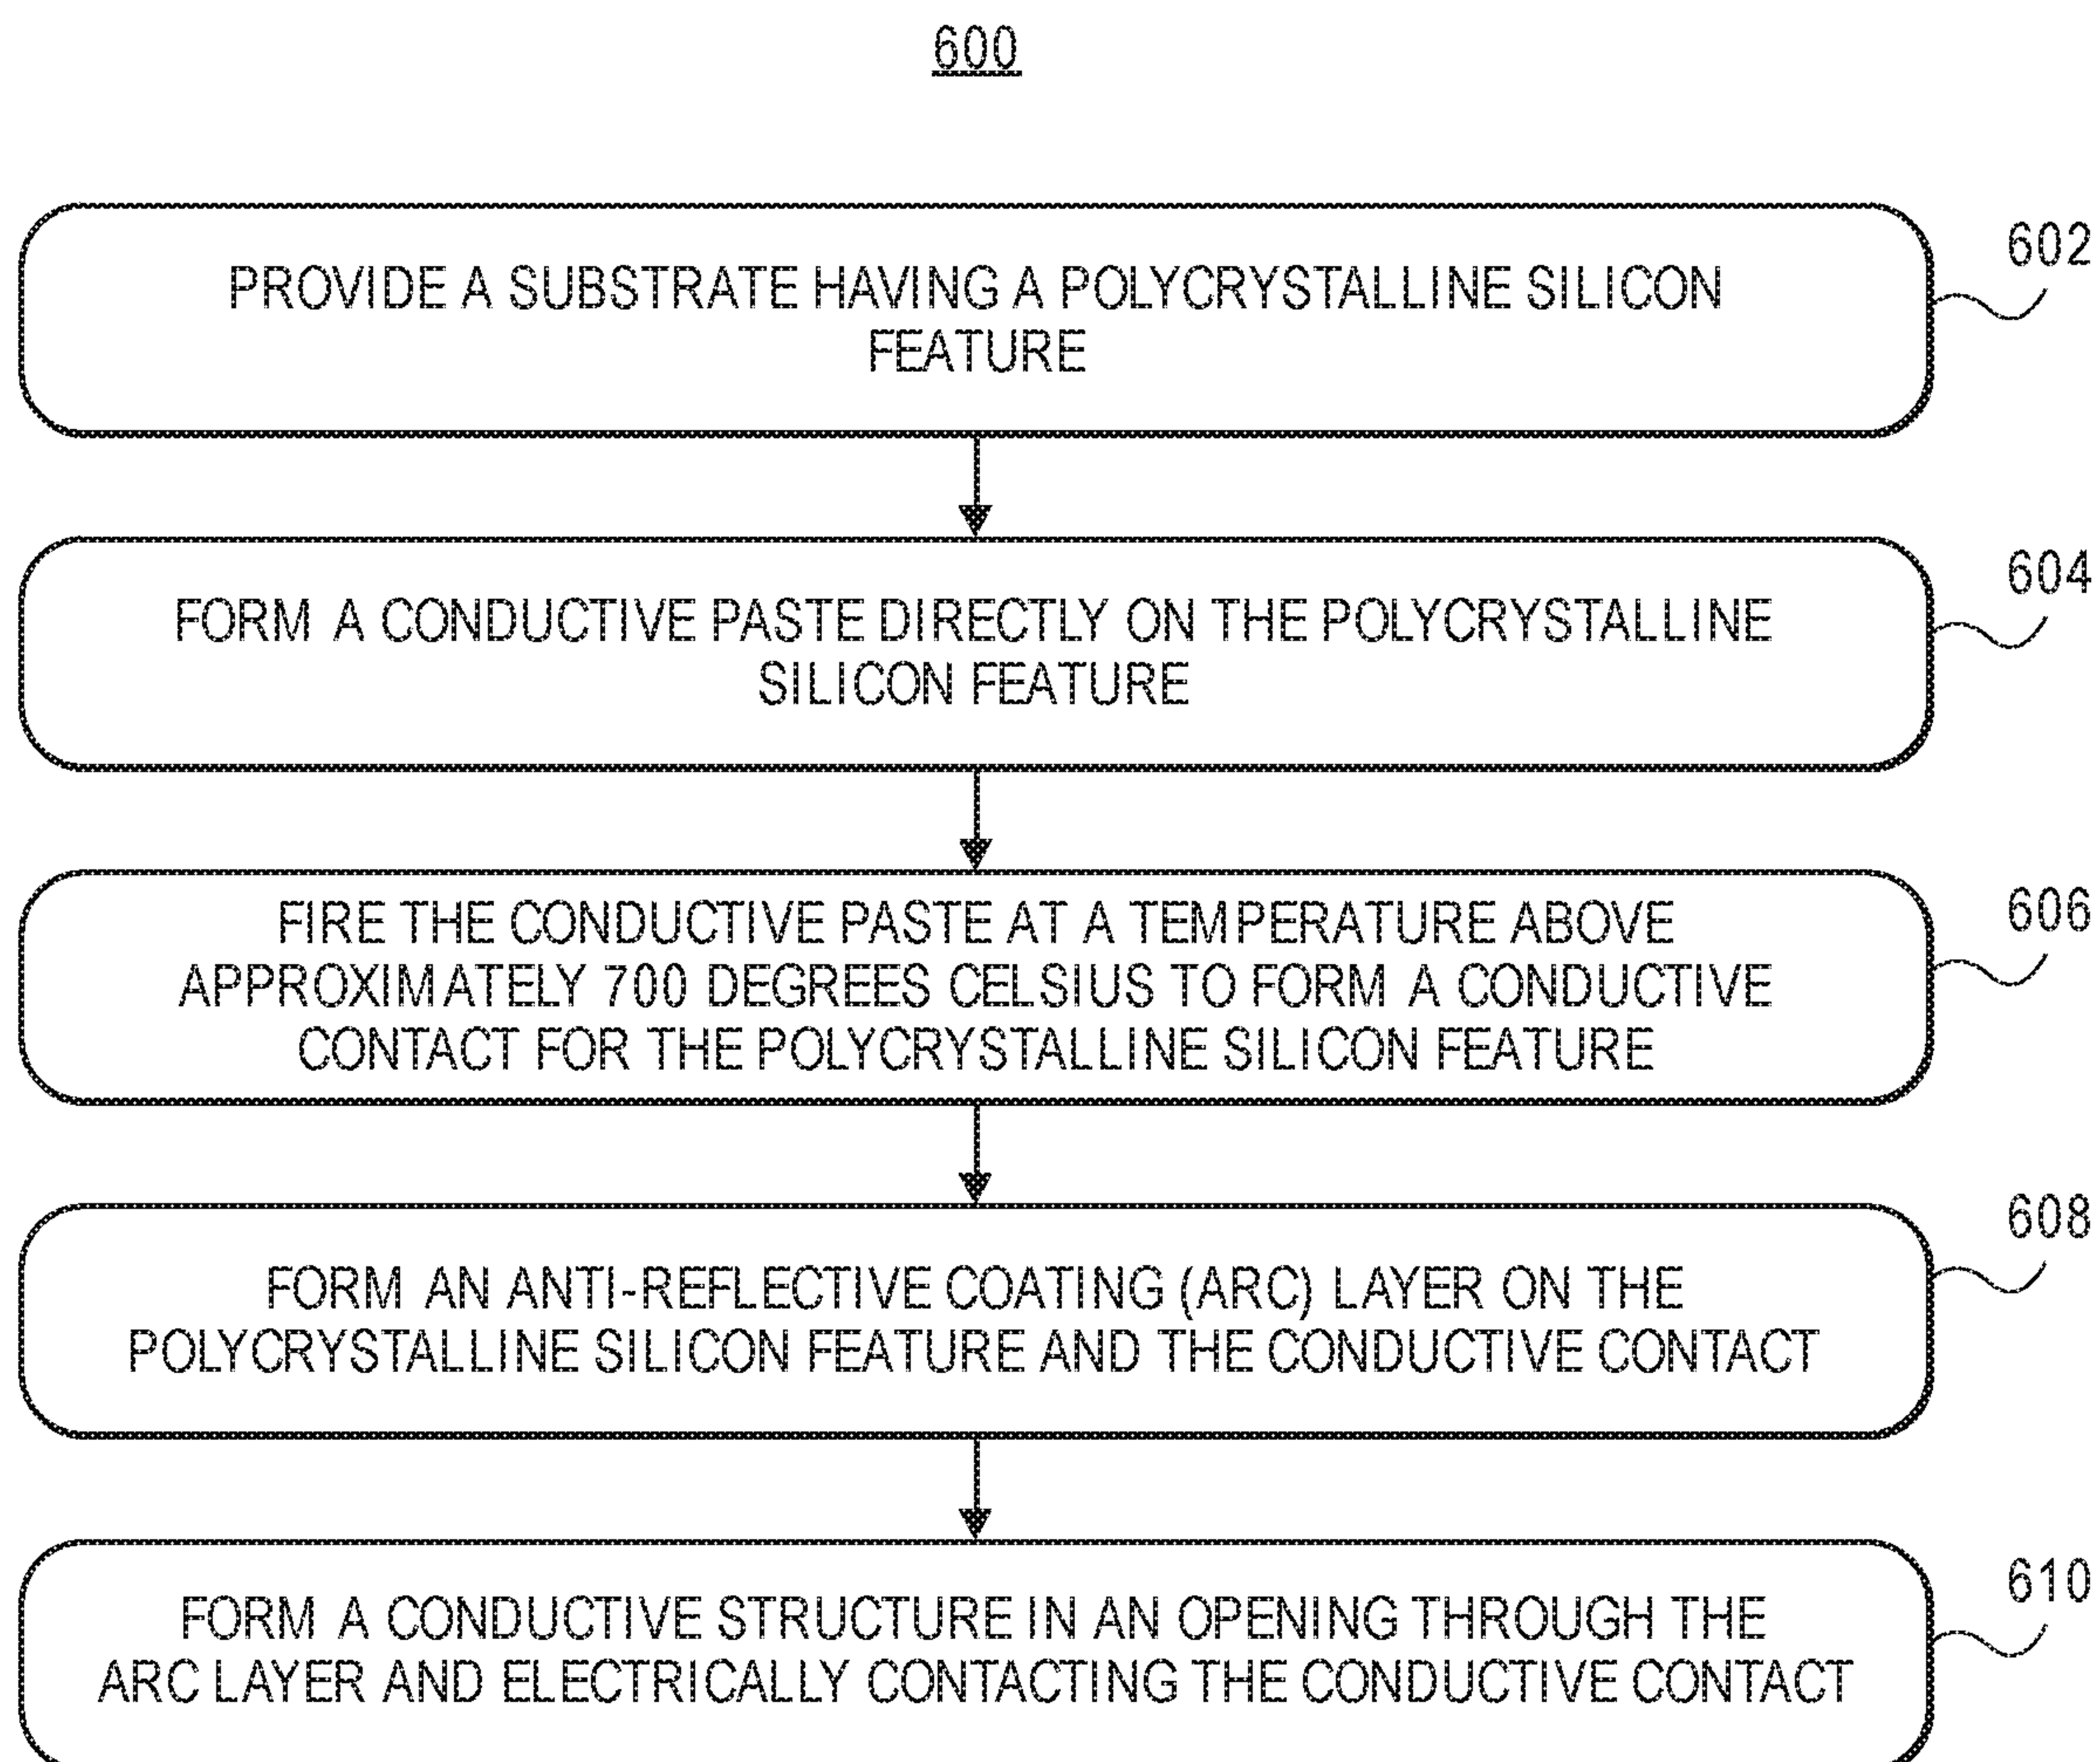 600
602
PROVIDE A SUBSTRATE HAVING A POLYCRYSTALLINE SILICON
FEATURE
604
FORM A CONDUCTIVE PASTE DIRECTLY ON THE POLYCRYSTALLINE
SILICON FEATURE
606
FIRE THE CONDUCTIVE PASTE AT A TEMPERATURE ABOVE
APPROXIMATELY 700 DEGREES CELSIUS TO FORM A CONDUCTIVE
CONTACT FOR THE POLYCRYSTALLINE SILICON FEATURE
608
FORM AN ANTI-REFLECTIVE COATING (ARC) LAYER ON THE
POLYCRYSTALLINE SILICON FEATURE AND THE CONDUCTIVE CONTACT
610
FORM A CONDUCTIVE STRUCTURE IN AN OPENING THROUGH THE
ARC LAYER AND ELECTRICALLY CONTACTING THE CONDUCTIVE CONTACT